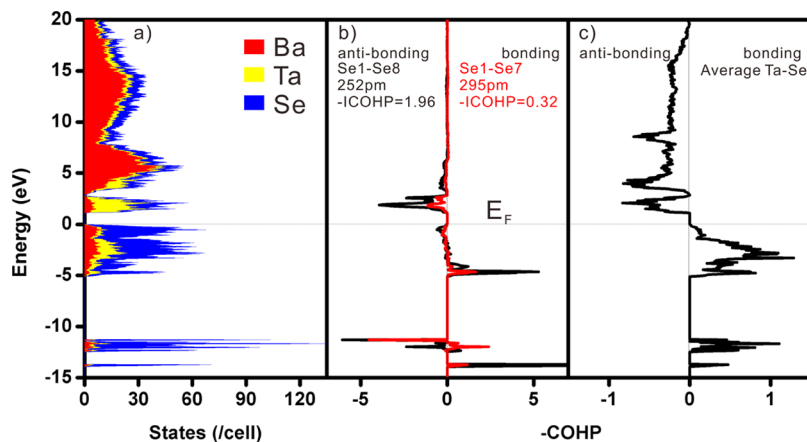 a)
Ba
Ta
Se
b)
anti-bonding
Se1-Se8
252pm
-ICOHP=1.96
bonding
Se1-Se7
295pm
-ICOHP=0.32
E_F
c)
anti-bonding
bonding
Average Ta-Se
Energy (eV)
20
15
10
5
0
-5
-10
-15
0 30 60 90 120
-5 0 5
-1 0 1
States (/cell)
-COHP